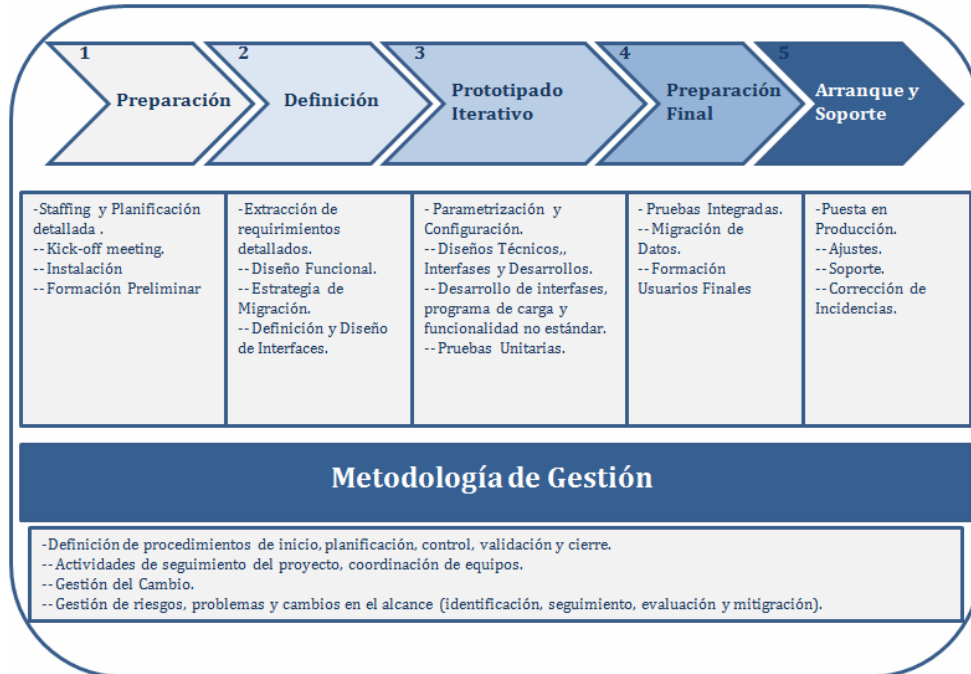 1
Preparación
2
Definición
3
Prototipado
Iterativo
4
Preparación
Final
5
Arranque y
Soporte
-Staffing y Planificación
detallada .
--Kick-off meeting.
--Instalación
--Formación Preliminar
-Extracción de
requirimientos
detallados.
--Diseño Funcional.
--Estrategia de
Migración.
--Definición y Diseño
de Interfaces.
- Parametrización y
Configuración.
--Diseños Técnicos,,
Interfases y Desarrollos.
--Desarrollo de interfases,
programa de carga y
funcionalidad no estándar.
--Pruebas Unitarias.
-Pruebas Integradas.
--Migración de
Datos.
--Formación
Usuarios Finales
-Puesta en
Producción.
--Ajustes.
--Soporte.
--Corrección de
Incidencias.
Metodología de Gestión
-Definición de procedimientos de inicio, planificación, control, validación y cierre.
--Actividades de seguimiento del proyecto, coordinación de equipos.
--Gestión del Cambio.
--Gestión de riesgos, problemas y cambios en el alcance (identificación, seguimiento, evaluación y mitigración).